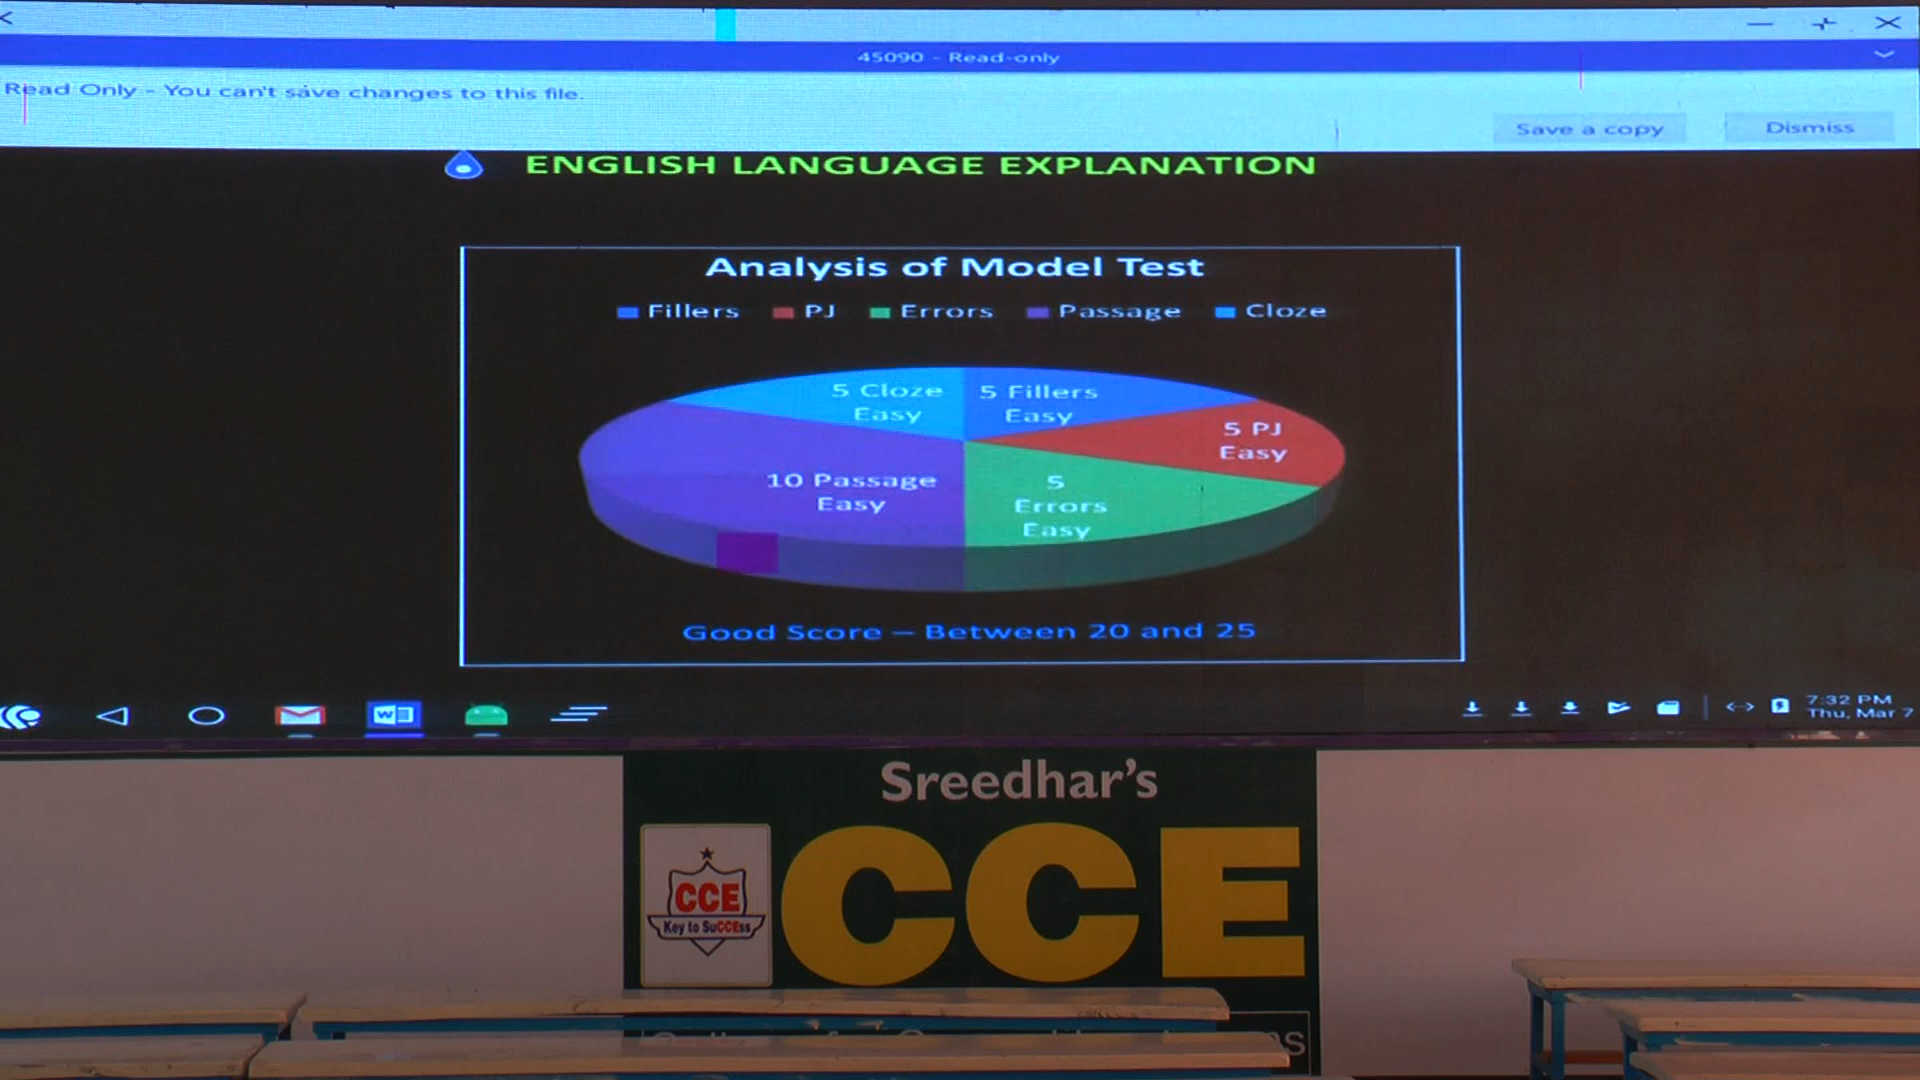 45090 - Read-only
Read Only - You can't save changes to this file.
Save a copy
Dismiss
ENGLISH LANGUAGE EXPLANATION
Analysis of Model Test
Fillers PJ Errors Passage Cloze
5 Cloze
Easy
5 Fillers
Easy
5 PJ
Easy
10 Passage
Easy
5
Errors
Easy
Good Score – Between 20 and 25
7:32 PM
Thu, Mar 7
Sreedhar's
CCE
CCE
Key to SuCCEss